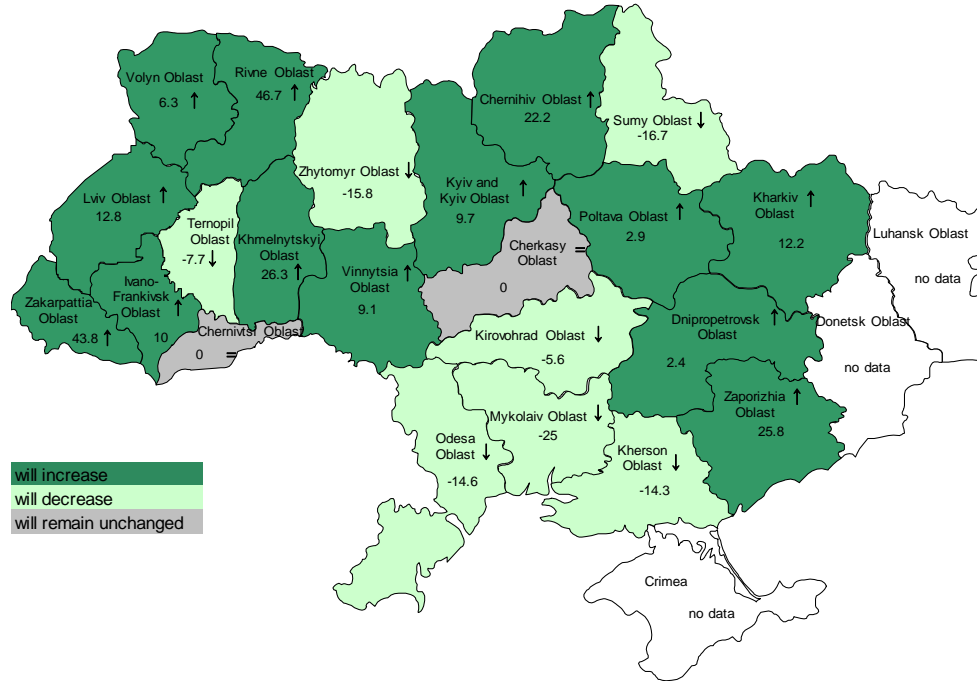 Volyn Oblast
6.3 ↑
Rivne Oblast
46.7 ↑
Chernihiv Oblast ↑
22.2
Sumy Oblast ↓
-16.7
Zhytomyr Oblast ↓
-15.8
Kyiv and
Kyiv Oblast ↑
9.7
Lviv Oblast ↑
12.8
Ternopil
Oblast
-7.7 ↓
Khmelnytskyi
Oblast
26.3 ↑
Vinnytsia ↑
Oblast
9.1
Cherkasy =
Oblast
0
Poltava Oblast ↑
2.9
Kharkiv ↑
Oblast
12.2
Luhansk Oblast
no data
Zakarpattia
Oblast
43.8 ↑
Ivano-
Frankivsk ↑
Oblast
10
Chernivtsi Oblast
0 =
Kirovohrad Oblast ↓
-5.6
Dnipropetrovsk ↑
Oblast
2.4
Donetsk Oblast
no data
Zaporizhia ↑
Oblast
25.8
Odesa
Oblast ↓
-14.6
Mykolaiv Oblast ↓
-25
Kherson
Oblast ↓
-14.3
will increase
will decrease
will remain unchanged
Crimea
no data